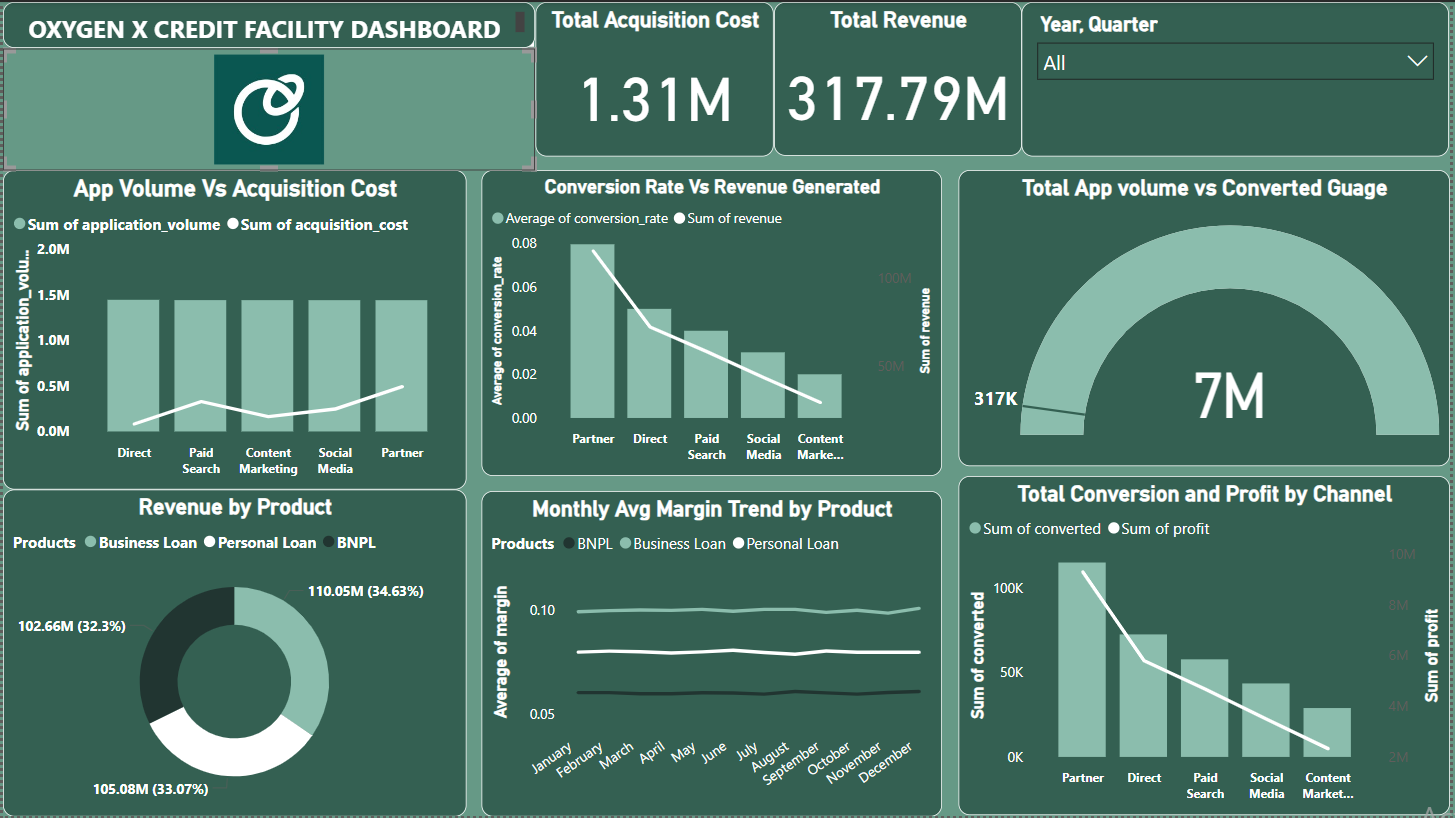 OXYGEN X CREDIT FACILITY DASHBOARD
Total Acquisition Cost
1.31M
Total Revenue
317.79M
Year, Quarter
All
App Volume Vs Acquisition Cost
Sum of application_volume Sum of acquisition_cost
Sum of application_volu...
2.0M
1.5M
1.0M
0.5M
0.0M
Direct
Paid
Search
Content
Marketing
Social
Media
Partner
Conversion Rate Vs Revenue Generated
Average of conversion_rate Sum of revenue
Average of conversion_rate
0.08
0.06
0.04
0.02
0.00
100M
50M
Sum of revenue
Partner
Direct
Paid
Search
Social
Media
Content
Marke...
Total App volume vs Converted Guage
317K
7M
Revenue by Product
Products Business Loan Personal Loan BNPL
110.05M (34.63%)
102.66M (32.3%)
105.08M (33.07%)
Monthly Avg Margin Trend by Product
Products BNPL Business Loan Personal Loan
Average of margin
0.10
0.05
January
February
March
April
May
June
July
August
September
October
November
December
Total Conversion and Profit by Channel
Sum of converted Sum of profit
Sum of converted
100K
50K
0K
10M
8M
6M
4M
2M
Sum of profit
Partner
Direct
Paid
Search
Social
Media
Content
Market...